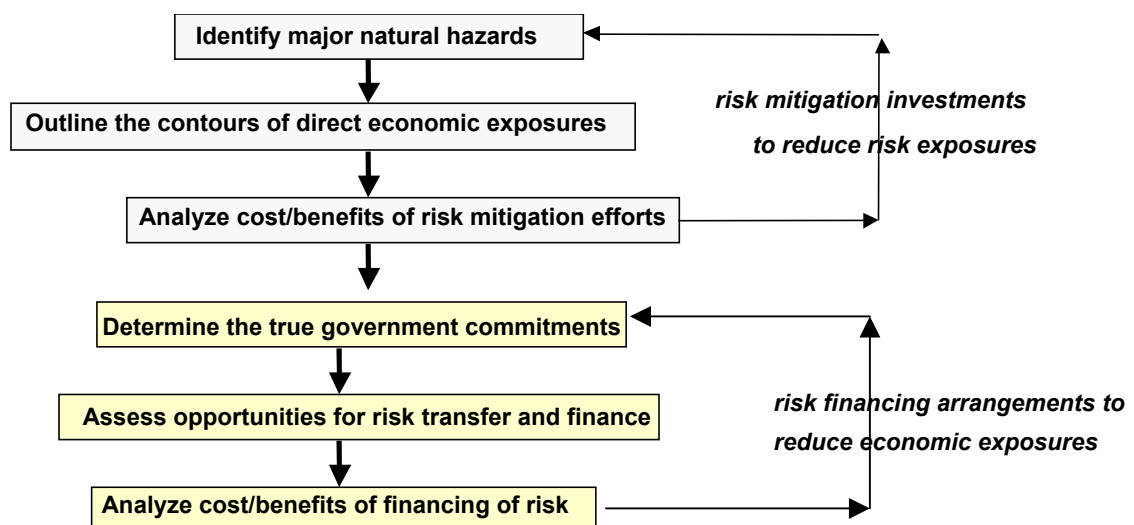 Identify major natural hazards
risk mitigation investments
to reduce risk exposures
Outline the contours of direct economic exposures
Analyze cost/benefits of risk mitigation efforts
Determine the true government commitments
Assess opportunities for risk transfer and finance
risk financing arrangements to
reduce economic exposures
Analyze cost/benefits of financing of risk